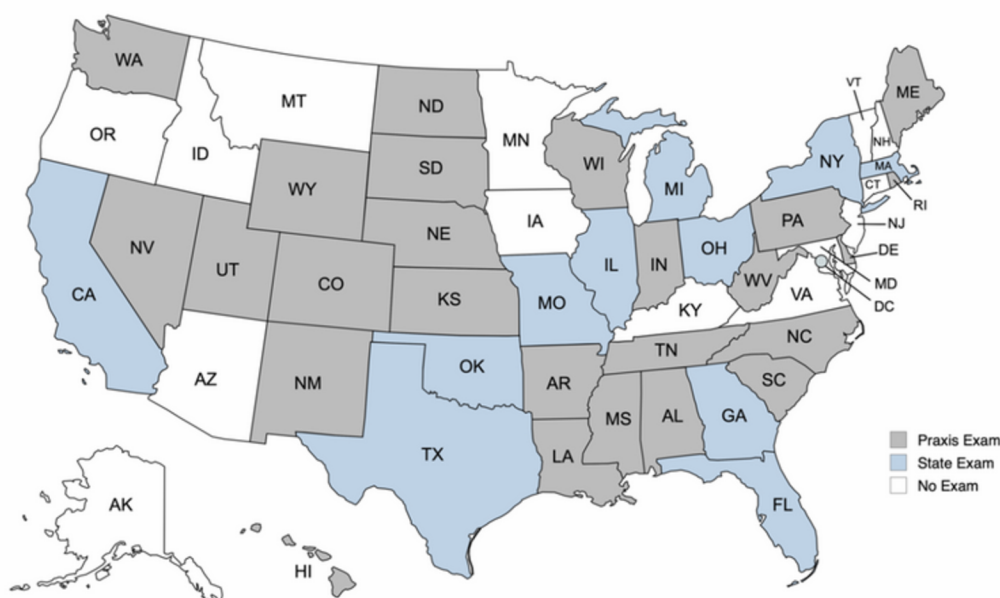 WA
MT
ND
MN
VT
ME
OR
ID
SD
WI
NY
NH
MA
MI
WY
CT
RI
IA
NE
PA
NJ
NV
UT
CO
IL
IN
OH
DE
CA
KS
MO
WV
VA
MD
DC
KY
NC
TN
AZ
NM
OK
AR
SC
MS
AL
GA
TX
LA
Praxis Exam
State Exam
No Exam
AK
FL
HI